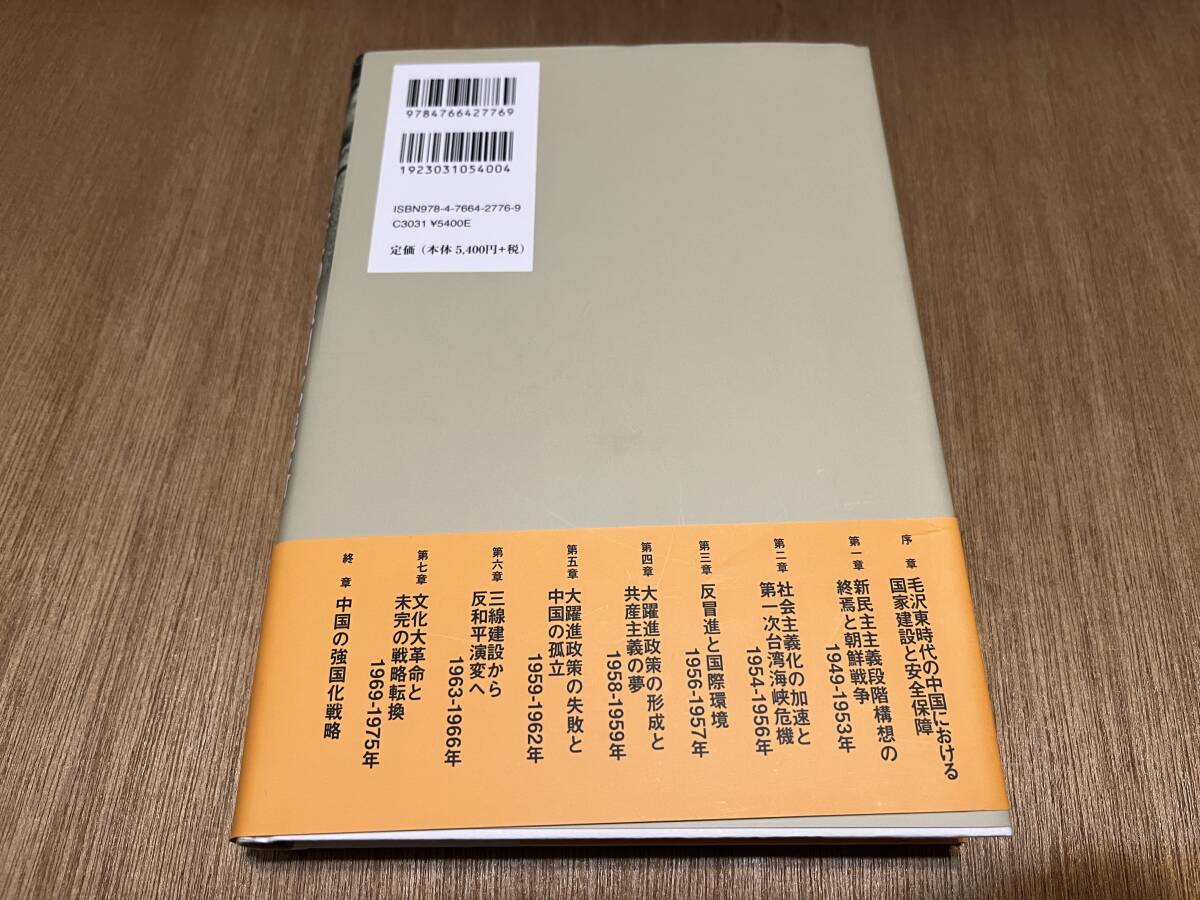 9784766427769
1923031054004
ISBN978-4-7664-2776-9
C3031 ¥5400E
定価（本体5,400円+税）
序　章
毛沢東時代の中国における
国家建設と安全保障
第一章
新民主主義段階構想の
終焉と朝鮮戦争
1949-1953年
第二章
社会主義化の加速と
第一次台湾海峡危機
1954-1956年
第三章
反冒進と国際環境
1956-1957年
第四章
大躍進政策の形成と
共産主義の夢
1958-1959年
第五章
大躍進政策の失敗と
中国の孤立
1959-1962年
第六章
三線建設から
反和平演変へ
1963-1966年
第七章
文化大革命と
未完の戦略転換
1969-1975年
終　章
中国の強国化戦略